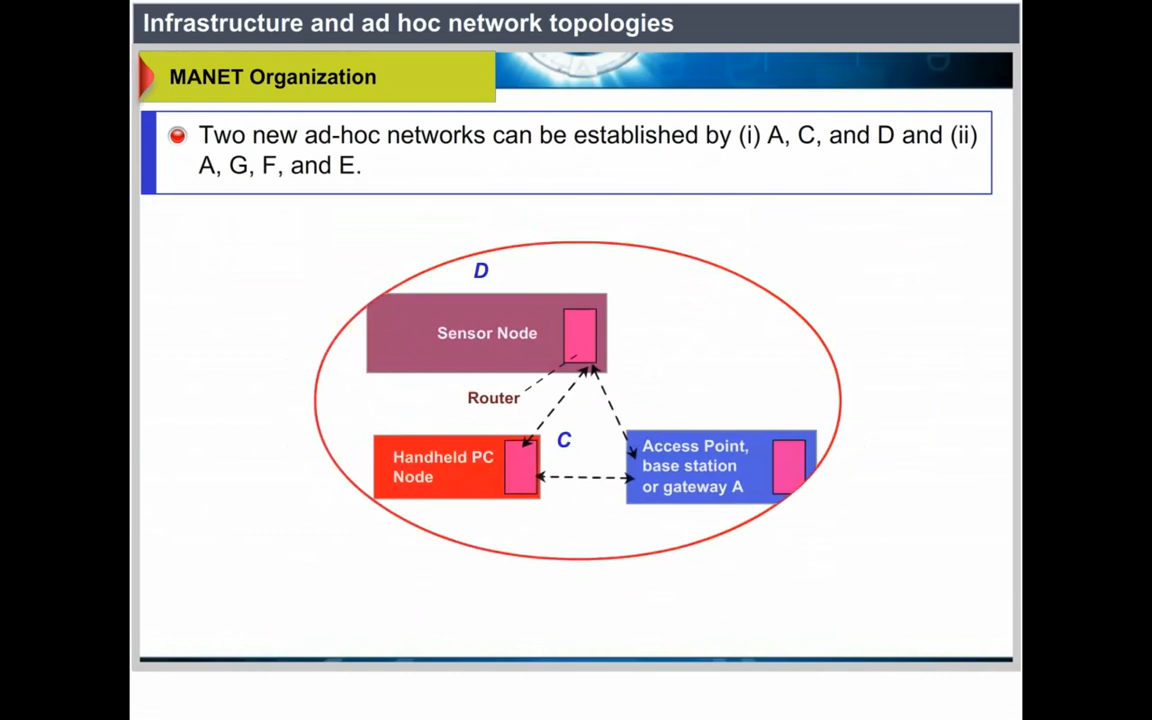 Infrastructure and ad hoc network topologies
MANET Organization
Two new ad-hoc networks can be established by (i) A, C, and D and (ii)
A, G, F, and E.
D
Sensor Node
Router
C
Handheld PC
Node
Access Point,
base station
or gateway A